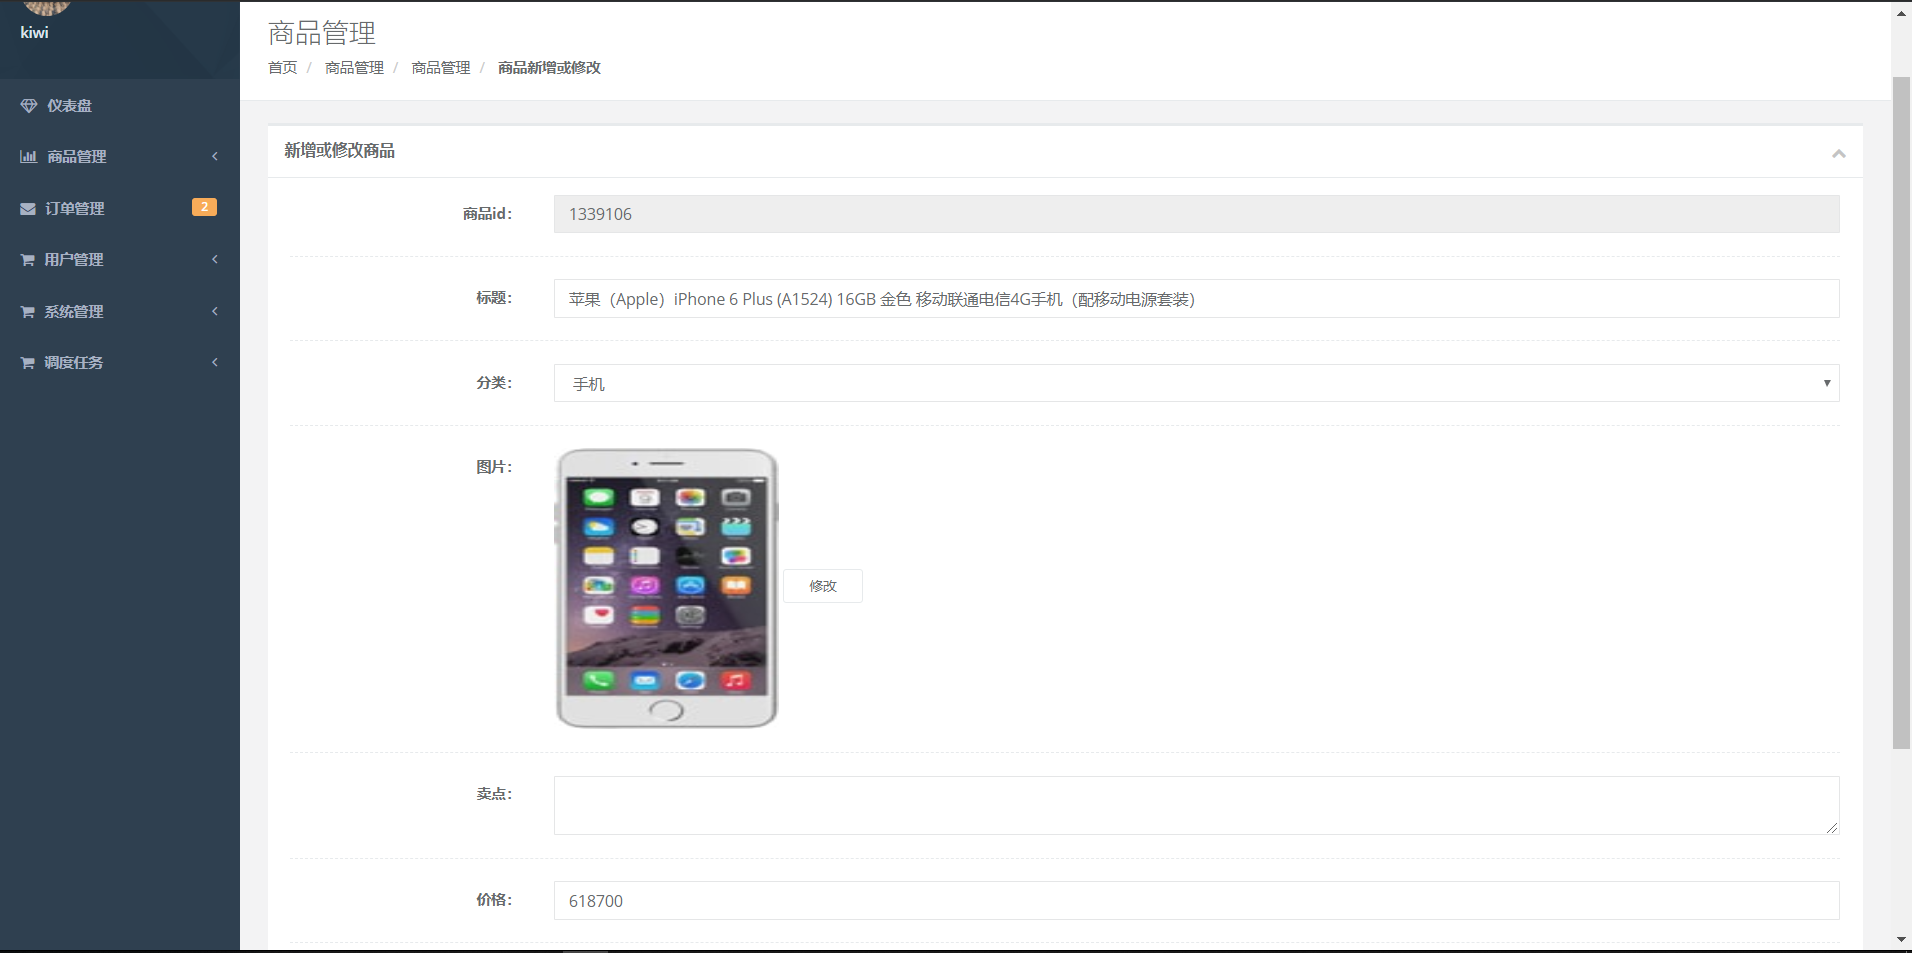 kiwi
仪表盘
商品管理
订单管理 2
用户管理
系统管理
调度任务
商品管理
首页 / 商品管理 / 商品管理 / 商品新增或修改
新增或修改商品
商品id: 1339106
标题: 苹果（Apple）iPhone 6 Plus (A1524) 16GB 金色 移动联通电信4G手机（配移动电源套装）
分类: 手机
图片:
修改
卖点:
价格: 618700